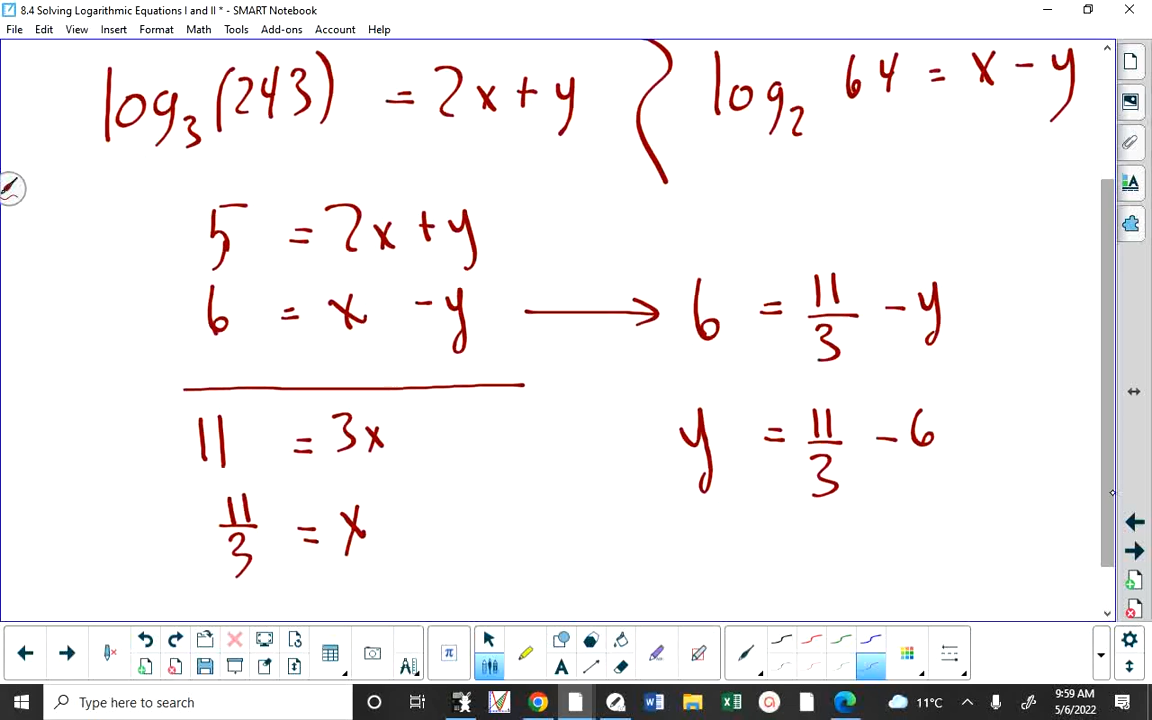 8.4 Solving Logarithmic Equations I and II * - SMART Notebook
File Edit View Insert Format Math Tools Add-ons Account Help
log₃(243) = 2x + y
log₂ 64 = x - y
5 = 2x + y
6 = x - y → 6 = 11/3 - y
11 = 3x
y = 11/3 - 6
11/3 = x
π
A
Type here to search
11°C
9:59 AM
5/6/2022